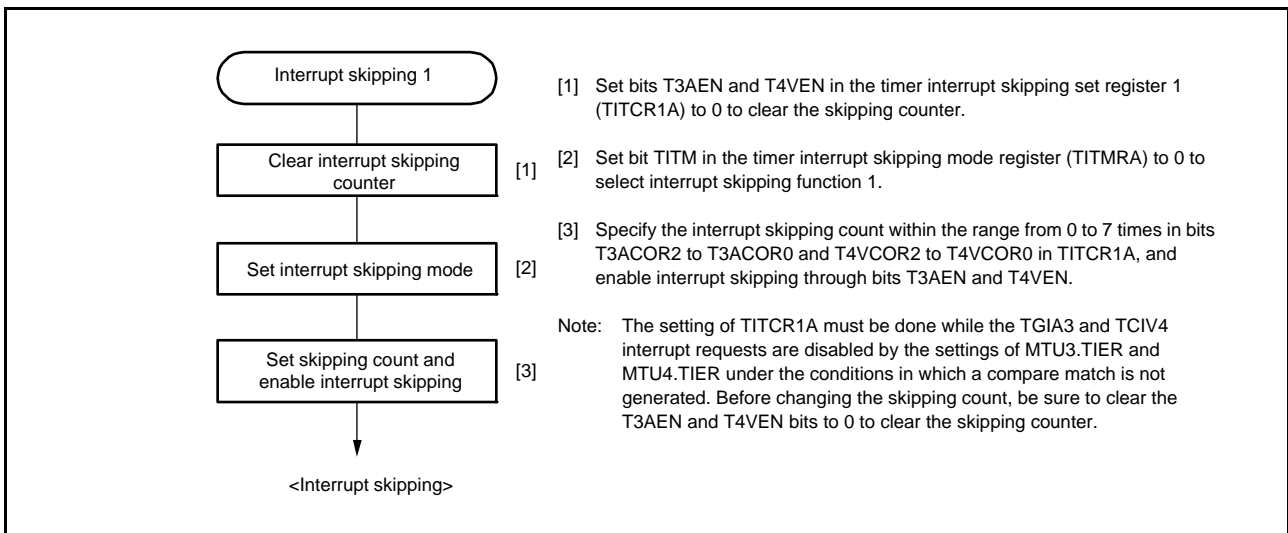 Interrupt skipping 1
Clear interrupt skipping
counter
[1]
Set interrupt skipping mode
[2]
Set skipping count and
enable interrupt skipping
[3]
<Interrupt skipping>
[1] Set bits T3AEN and T4VEN in the timer interrupt skipping set register 1
(TITCR1A) to 0 to clear the skipping counter.
[2] Set bit TITM in the timer interrupt skipping mode register (TITMRA) to 0 to
select interrupt skipping function 1.
[3] Specify the interrupt skipping count within the range from 0 to 7 times in bits
T3ACOR2 to T3ACOR0 and T4VCOR2 to T4VCOR0 in TITCR1A, and
enable interrupt skipping through bits T3AEN and T4VEN.
Note: The setting of TITCR1A must be done while the TGIA3 and TCIV4
interrupt requests are disabled by the settings of MTU3.TIER and
MTU4.TIER under the conditions in which a compare match is not
generated. Before changing the skipping count, be sure to clear the
T3AEN and T4VEN bits to 0 to clear the skipping counter.